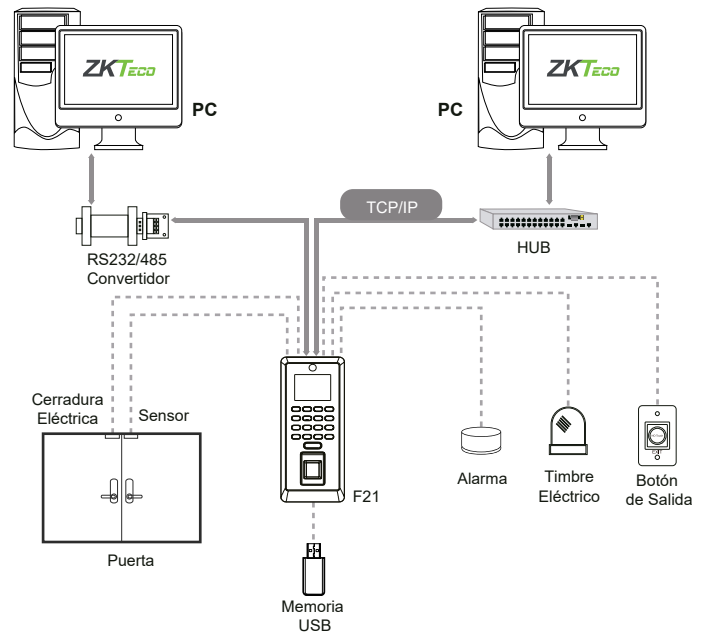 ZKTeco
ZKTeco
PC
PC
TCP/IP
RS232/485
Convertidor
HUB
Cerradura
Eléctrica
Sensor
F21
Alarma
Timbre
Eléctrico
EXIT
Botón
de Salida
Puerta
Memoria
USB